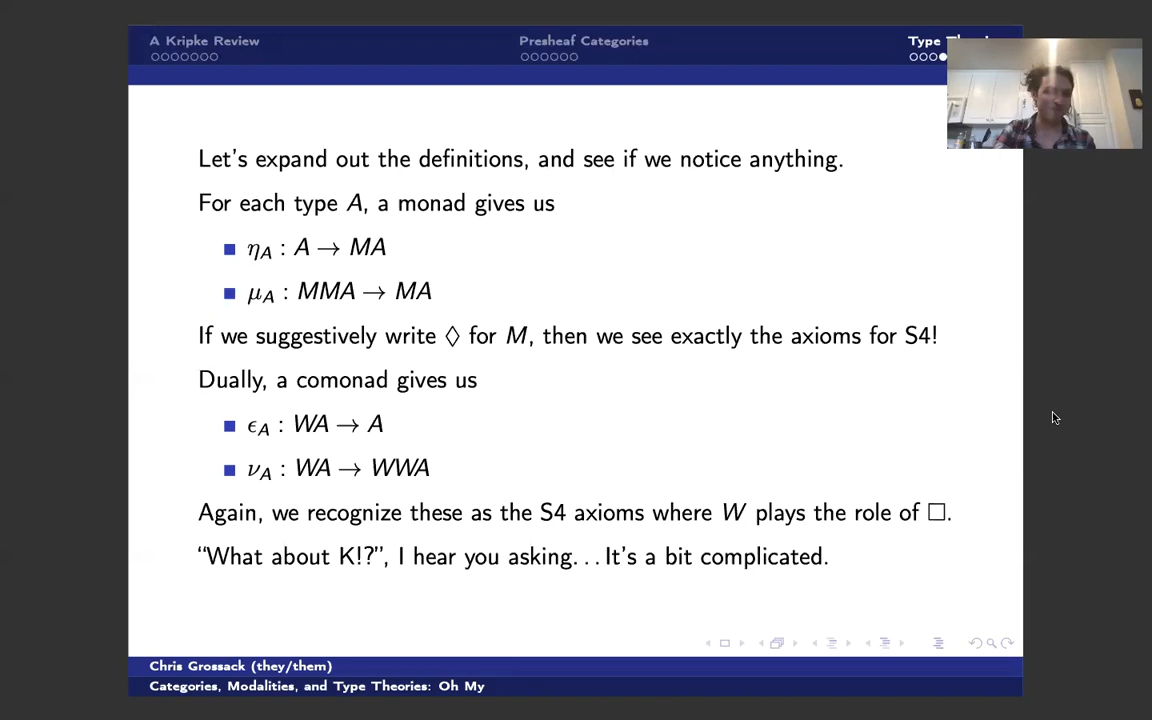 A Kripke Review
Presheaf Categories
Type
Let's expand out the definitions, and see if we notice anything.
For each type A, a monad gives us
η_A : A → MA
μ_A : MMA → MA
If we suggestively write ◊ for M, then we see exactly the axioms for S4!
Dually, a comonad gives us
ϵ_A : WA → A
ν_A : WA → WWA
Again, we recognize these as the S4 axioms where W plays the role of □.
“What about K!?”, I hear you asking. . . It's a bit complicated.
Chris Grossack (they/them)
Categories, Modalities, and Type Theories: Oh My